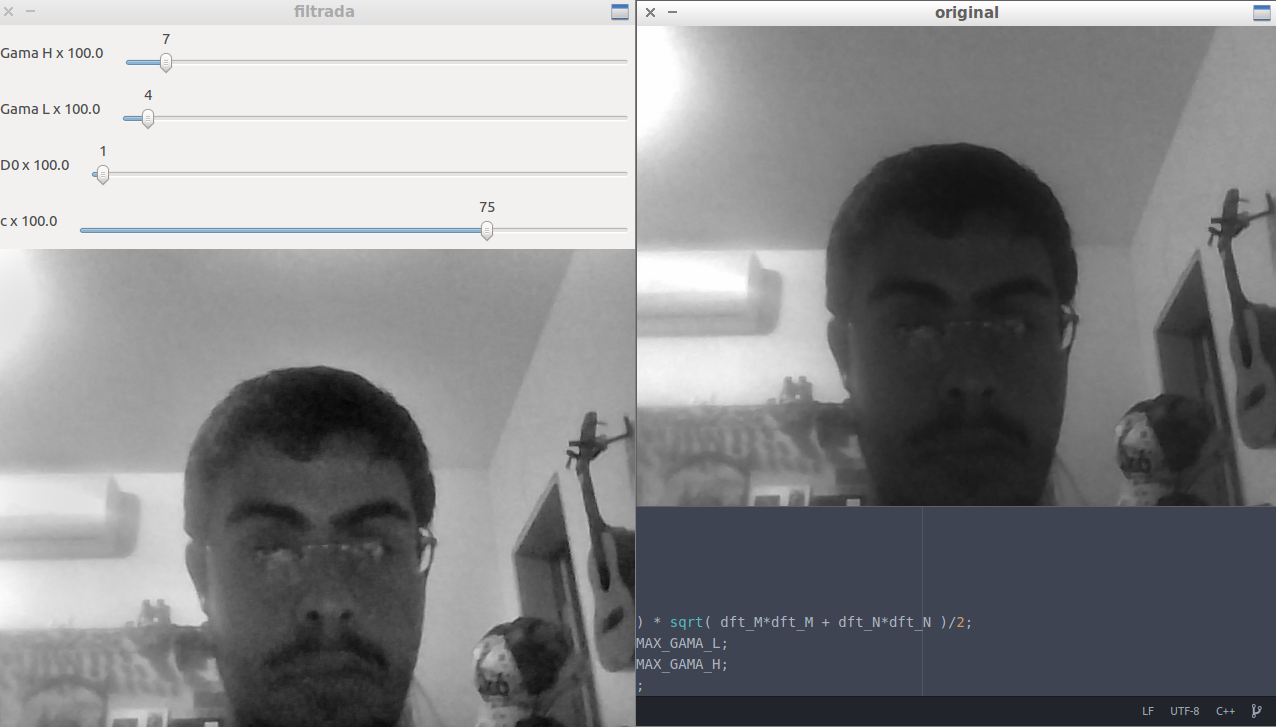 filtrada
Gama H x 100.0
7
Gama L x 100.0
4
D0 x 100.0
1
c x 100.0
75
original
) * sqrt( dft_M*dft_M + dft_N*dft_N )/2;
MAX_GAMA_L;
MAX_GAMA_H;
;
LF UTF-8 C++